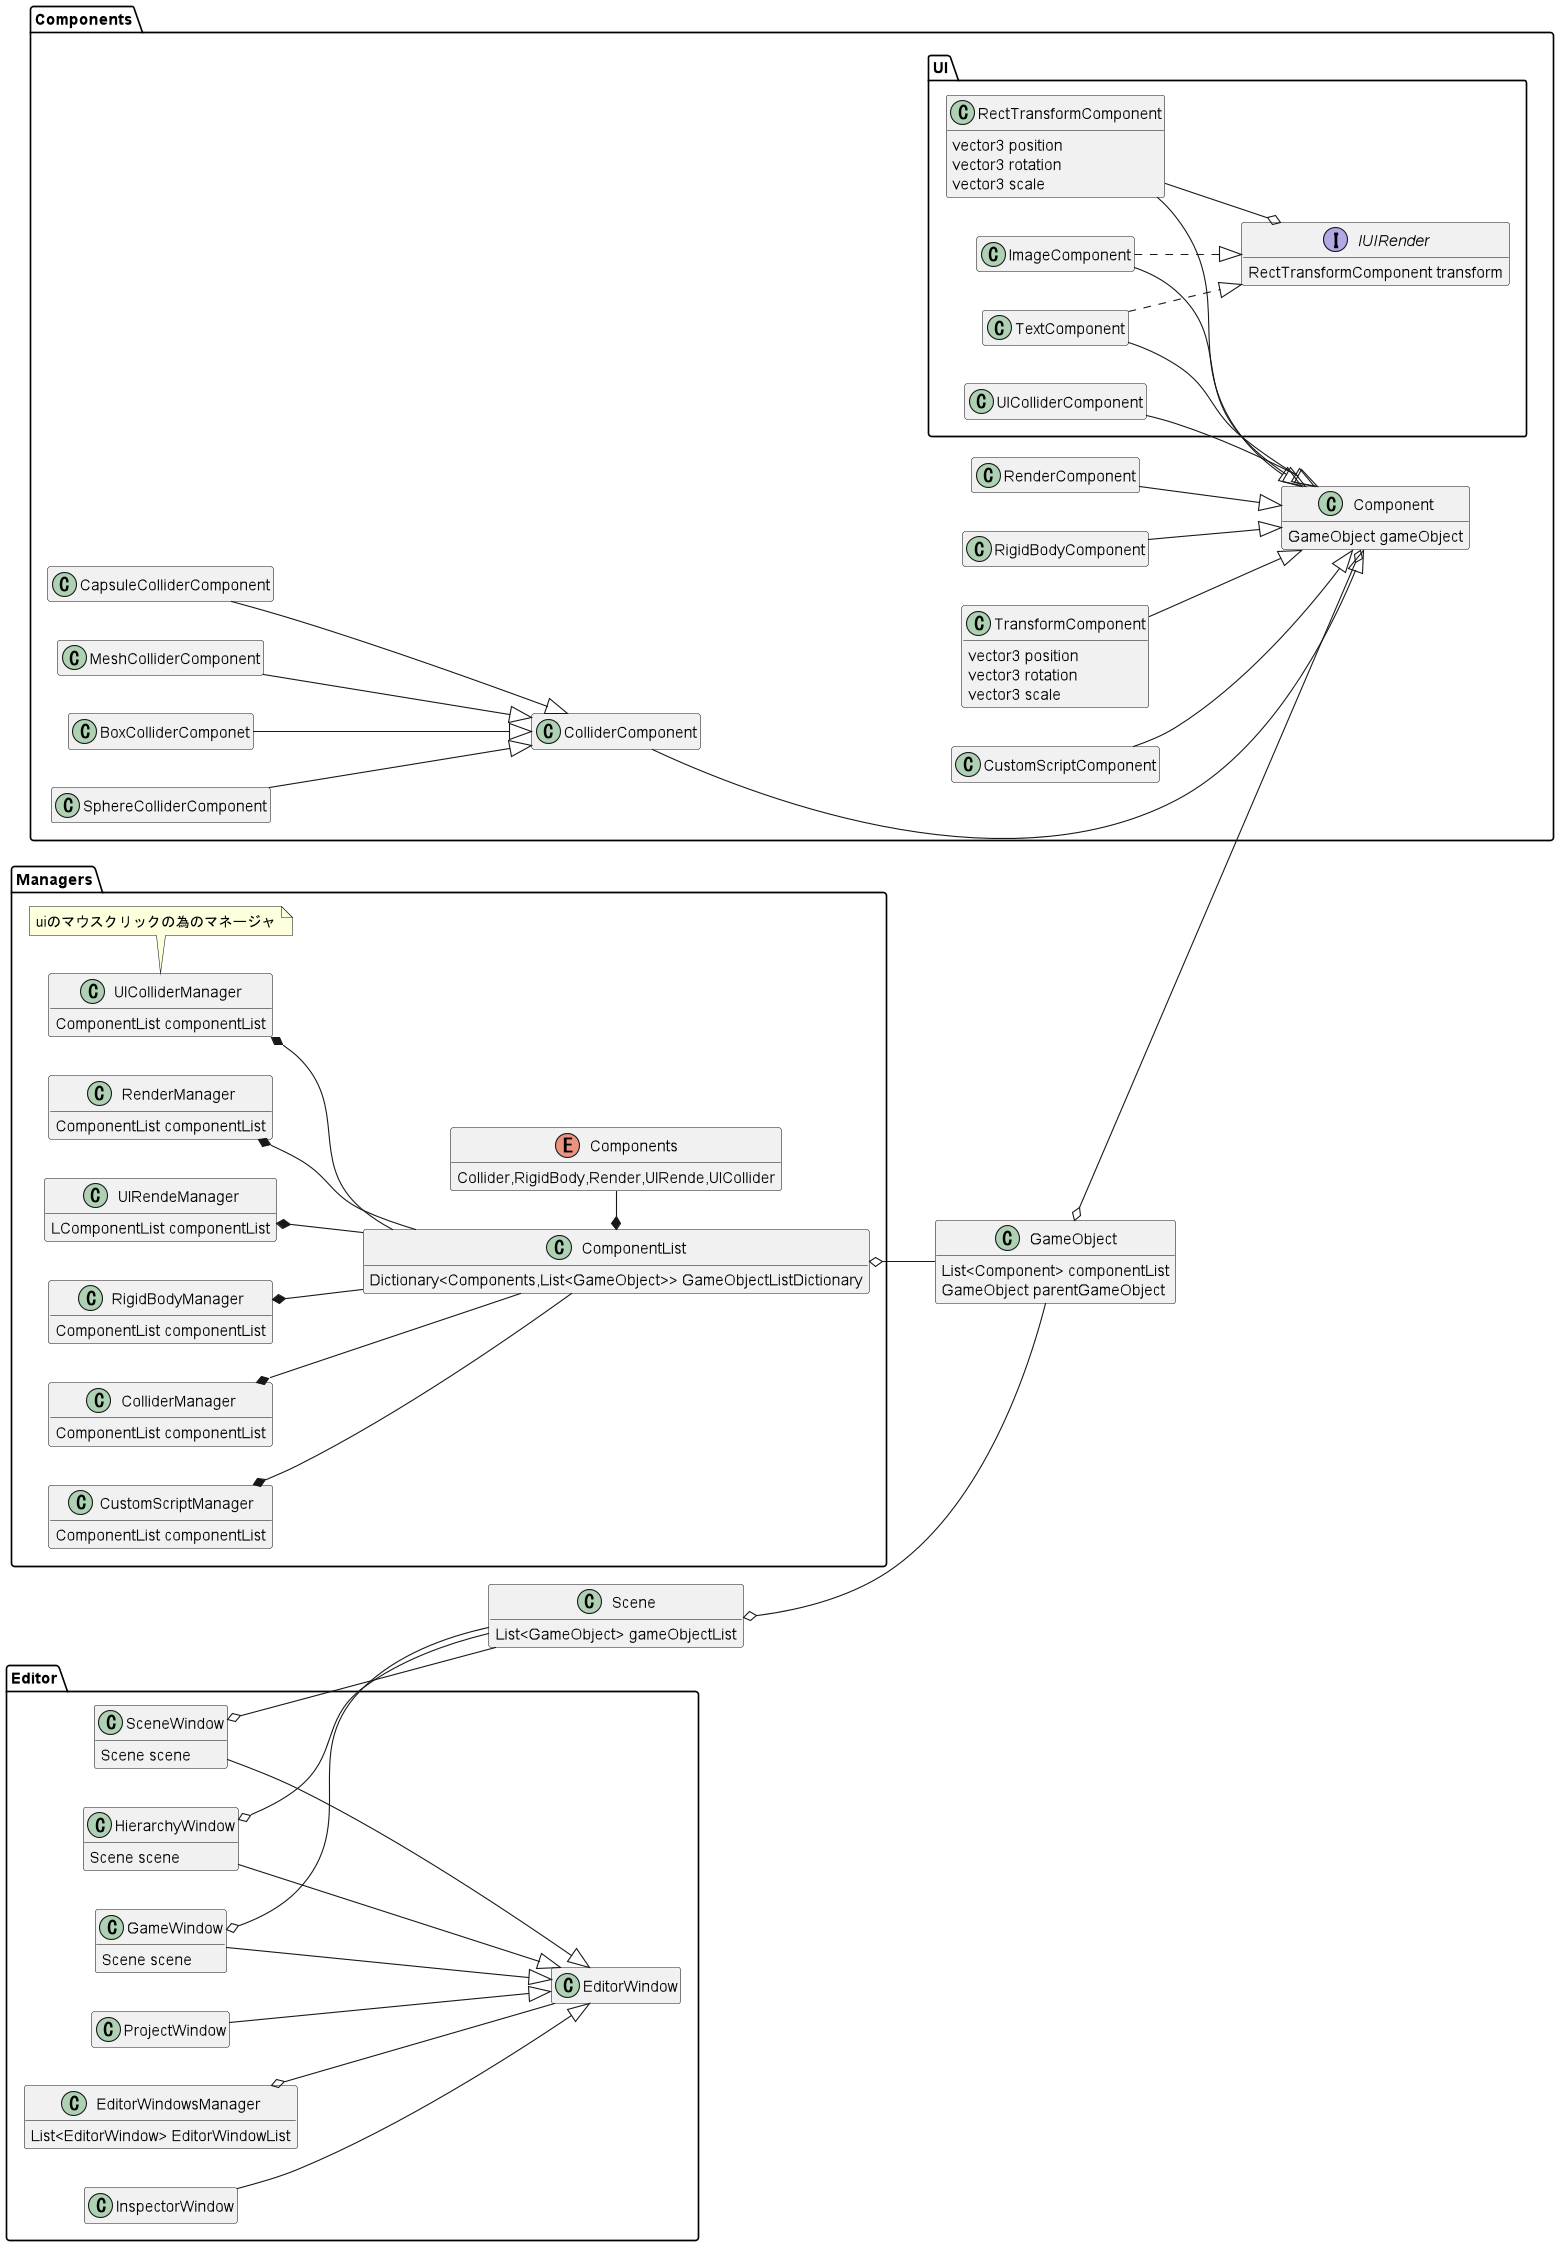 Components
UI
C RectTransformComponent
vector3 position
vector3 rotation
vector3 scale
I IUIRender
RectTransformComponent transform
C ImageComponent
C TextComponent
C UIColliderComponent
C RenderComponent
C Component
GameObject gameObject
C RigidBodyComponent
C CapsuleColliderComponent
C TransformComponent
vector3 position
vector3 rotation
vector3 scale
C MeshColliderComponent
C BoxColliderComponet
C ColliderComponent
C CustomScriptComponent
C SphereColliderComponent
Managers
uiのマウスクリックの為のマネージャ
C UIColliderManager
ComponentList componentList
C RenderManager
ComponentList componentList
E Components
Collider,RigidBody,Render,UIRende,UICollider
C UIRendeManager
LComponentList componentList
C ComponentList
Dictionary<Components,List<GameObject>> GameObjectListDictionary
C GameObject
List<Component> componentList
GameObject parentGameObject
C RigidBodyManager
ComponentList componentList
C ColliderManager
ComponentList componentList
C CustomScriptManager
ComponentList componentList
C Scene
List<GameObject> gameObjectList
Editor
C SceneWindow
Scene scene
C HierarchyWindow
Scene scene
C GameWindow
Scene scene
C EditorWindow
C ProjectWindow
C EditorWindowsManager
List<EditorWindow> EditorWindowList
C InspectorWindow